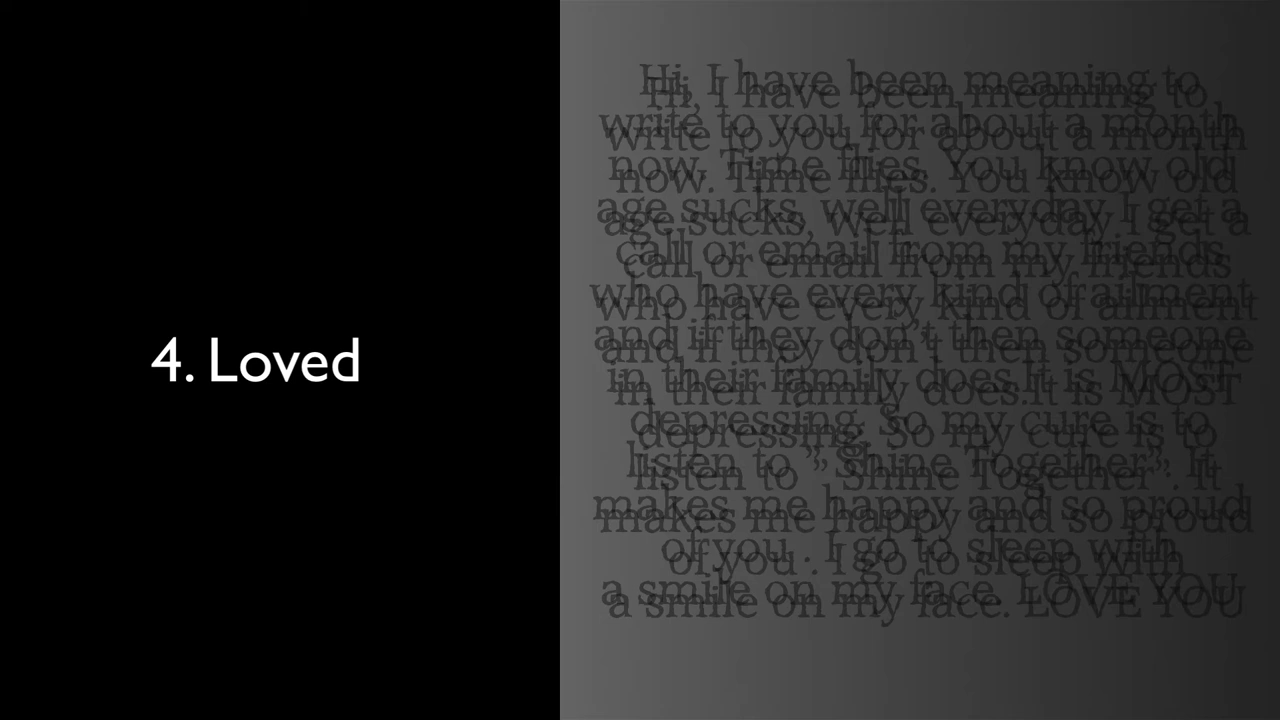 4. Loved
Hi, I have been meaning to
write to you for about a month
now. Time flies. You know old
age sucks, well everyday I get a
call or email from my friends
who have every kind of ailment
and if they don't then someone
in their family does.It is MOST
depressing. So my cure is to
listen to " Shine Together". It
makes me happy and so proud
of you . I go to sleep with
a smile on my face. LOVE YOU